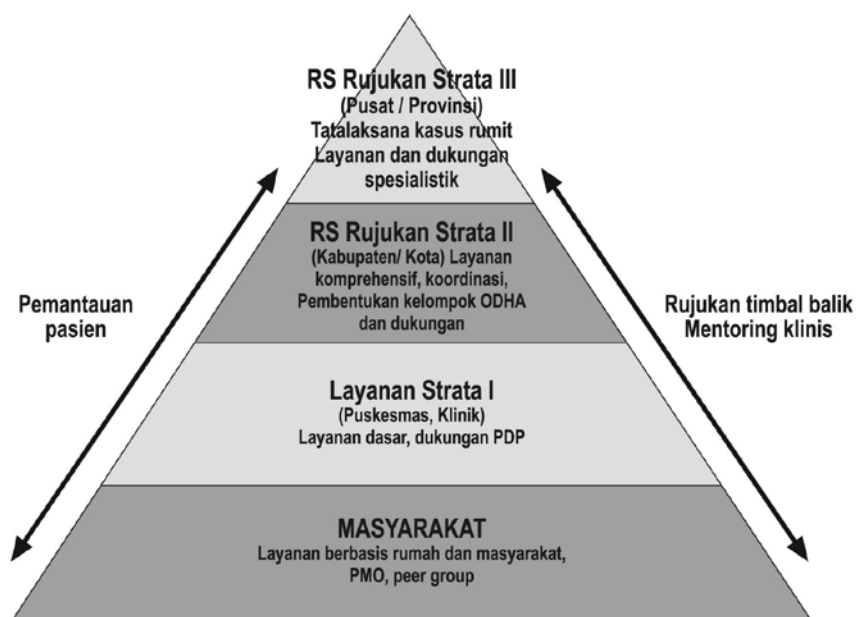 RS Rujukan Strata III
(Pusat / Provinsi)
Tatalaksana kasus rumit
Layanan dan dukungan
spesialistik
RS Rujukan Strata II
(Kabupaten/ Kota) Layanan
komprehensif, koordinasi,
Pembentukan kelompok ODHA
dan dukungan
Pemantauan
pasien
Rujukan timbal balik
Mentoring klinis
Layanan Strata I
(Puskesmas, Klinik)
Layanan dasar, dukungan PDP
MASYARAKAT
Layanan berbasis rumah dan masyarakat,
PMO, peer group